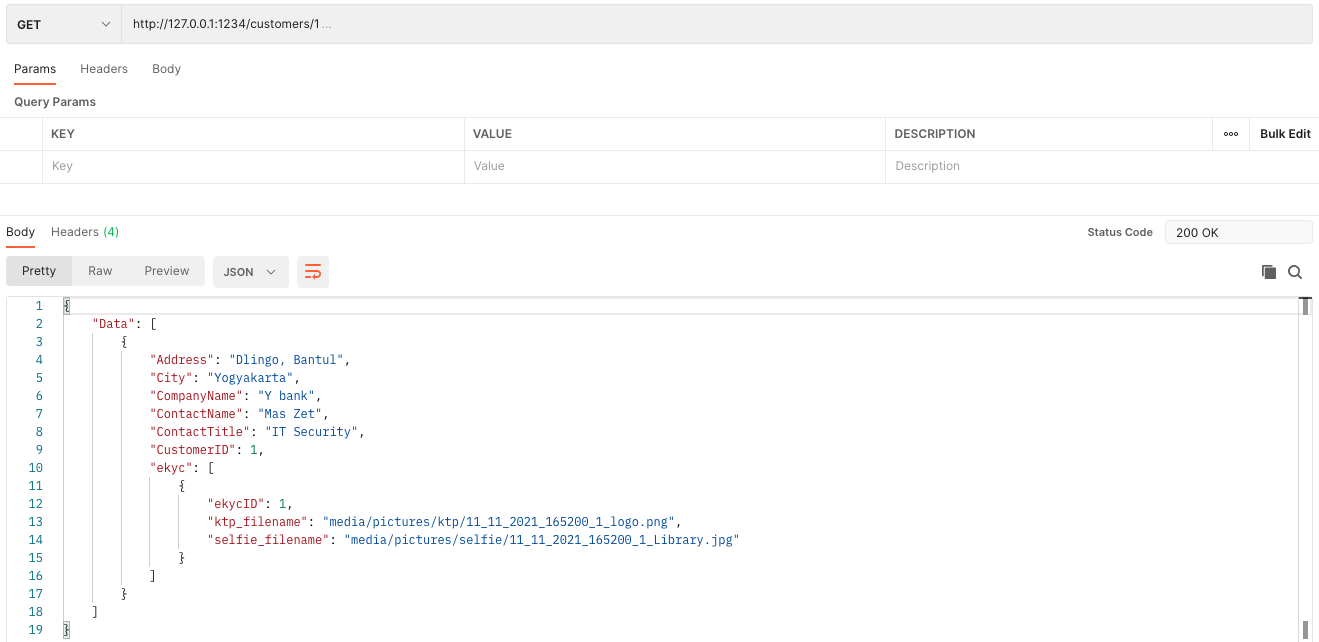 GET http://127.0.0.1:1234/customers/1 ...
Params Headers Body
Query Params
KEY VALUE DESCRIPTION ooo Bulk Edit
Key Value Description
Body Headers (4) Status Code 200 OK
Pretty Raw Preview JSON
1 {
2 "Data": [
3 {
4 "Address": "Dlingo, Bantul",
5 "City": "Yogyakarta",
6 "CompanyName": "Y bank",
7 "ContactName": "Mas Zet",
8 "ContactTitle": "IT Security",
9 "CustomerID": 1,
10 "ekyc": [
11 {
12 "ekycID": 1,
13 "ktp_filename": "media/pictures/ktp/11_11_2021_165200_1_logo.png",
14 "selfie_filename": "media/pictures/selfie/11_11_2021_165200_1_Library.jpg"
15 }
16 ]
17 }
18 ]
19 }